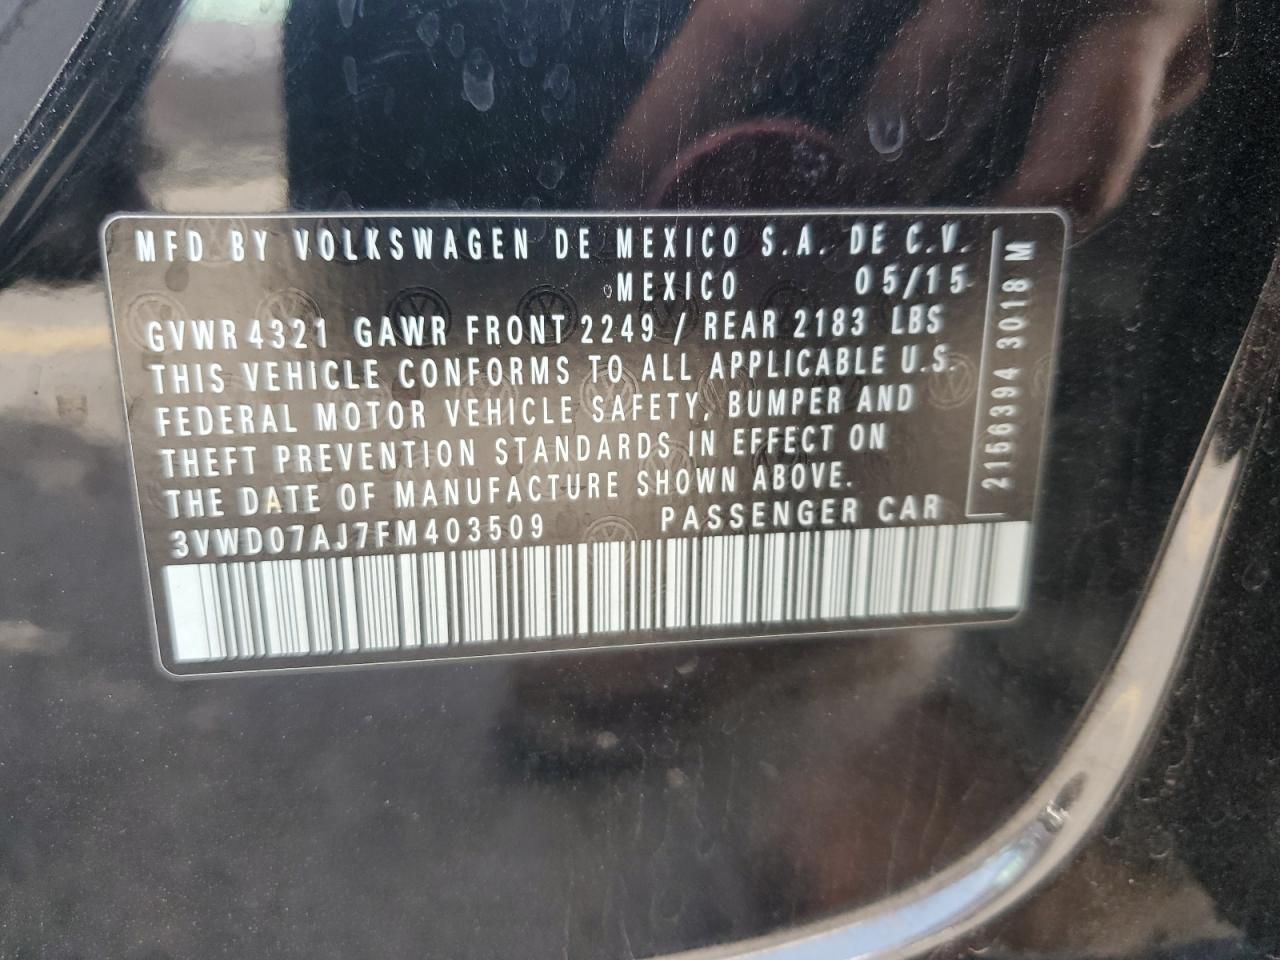 MFD BY VOLKSWAGEN DE MEXICO S.A. DE C.V.
MEXICO 05/15
GVWR 4321 GAWR FRONT 2249 / REAR 2183 LBS
THIS VEHICLE CONFORMS TO ALL APPLICABLE U.S.
FEDERAL MOTOR VEHICLE SAFETY, BUMPER AND
THEFT PREVENTION STANDARDS IN EFFECT ON
THE DATE OF MANUFACTURE SHOWN ABOVE.
3VWD07AJ7FM403509 PASSENGER CAR
2156394 3018 M